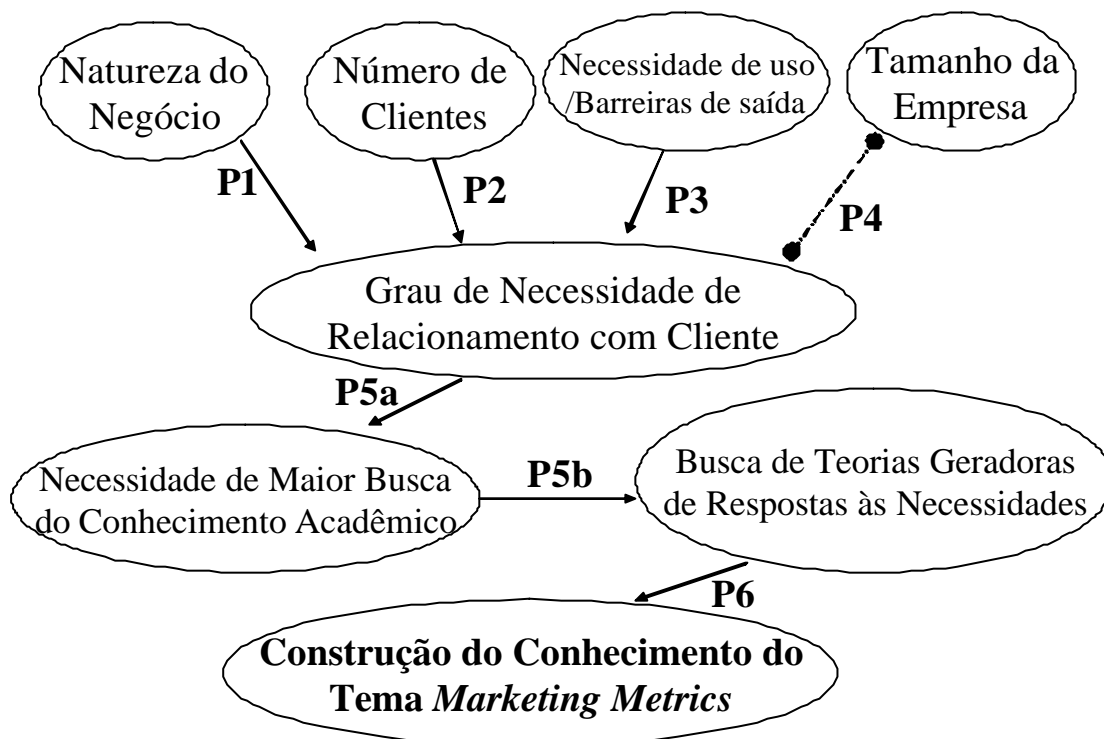 Natureza do
Negócio
Número de
Clientes
Necessidade de uso
/Barreiras de saída
Tamanho da
Empresa
P1
P2
P3
P4
Grau de Necessidade de
Relacionamento com Cliente
P5a
Necessidade de Maior Busca
do Conhecimento Acadêmico
P5b
Busca de Teorias Geradoras
de Respostas às Necessidades
P6
Construção do Conhecimento do
Tema Marketing Metrics